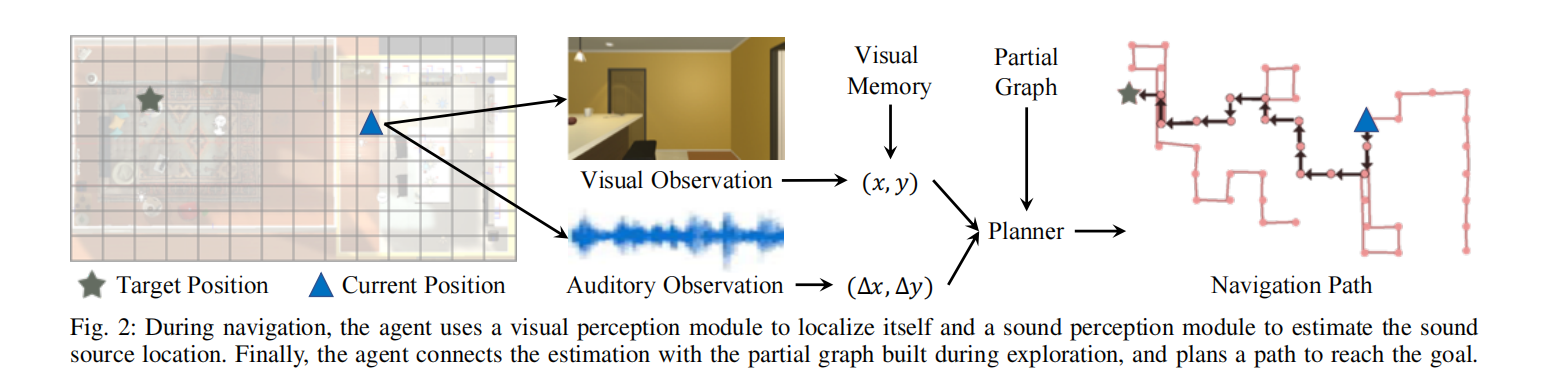 Visual
Memory
Partial
Graph
Visual Observation
(x, y)
Planner
Auditory Observation
(Δx, Δy)
Target Position
Current Position
Navigation Path
Fig. 2: During navigation, the agent uses a visual perception module to localize itself and a sound perception module to estimate the sound
source location. Finally, the agent connects the estimation with the partial graph built during exploration, and plans a path to reach the goal.